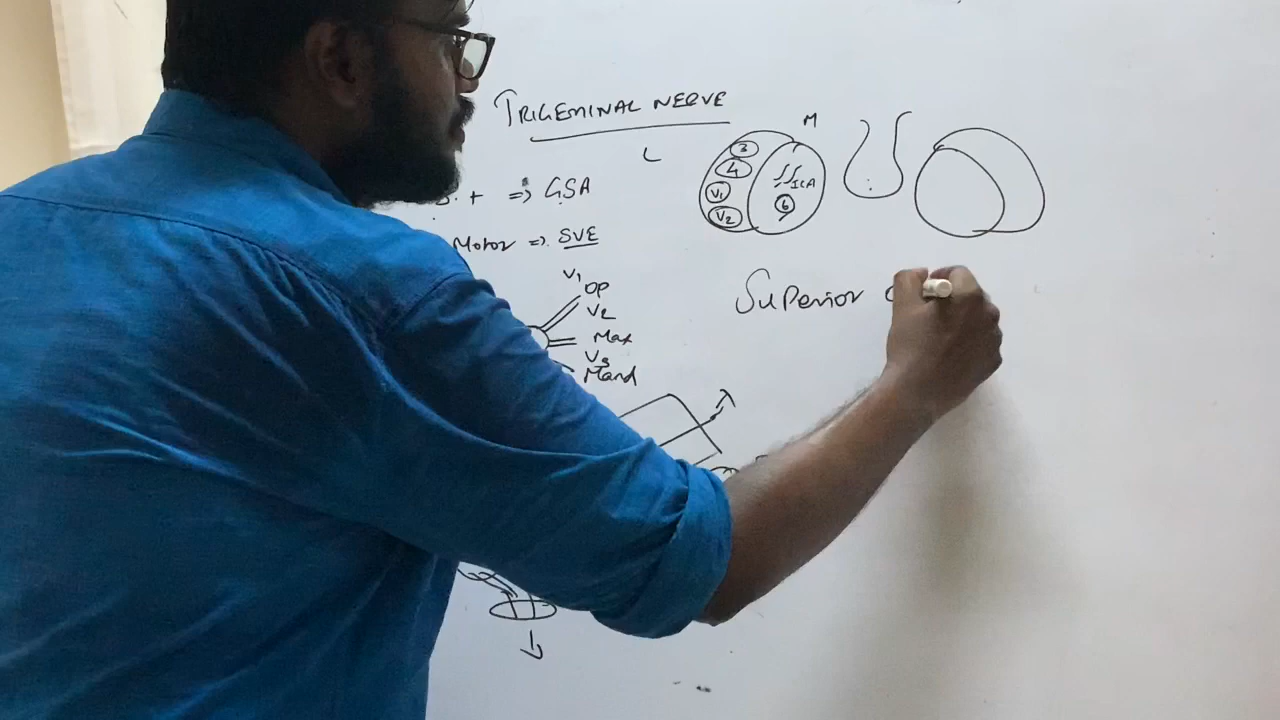 TRIGEMINAL NERVE
L
M
3
4
V1
V2
ICA
6
S. + => GSA
Motor => SVE
V1
OP
V2
Max
V3
Mand
Superior